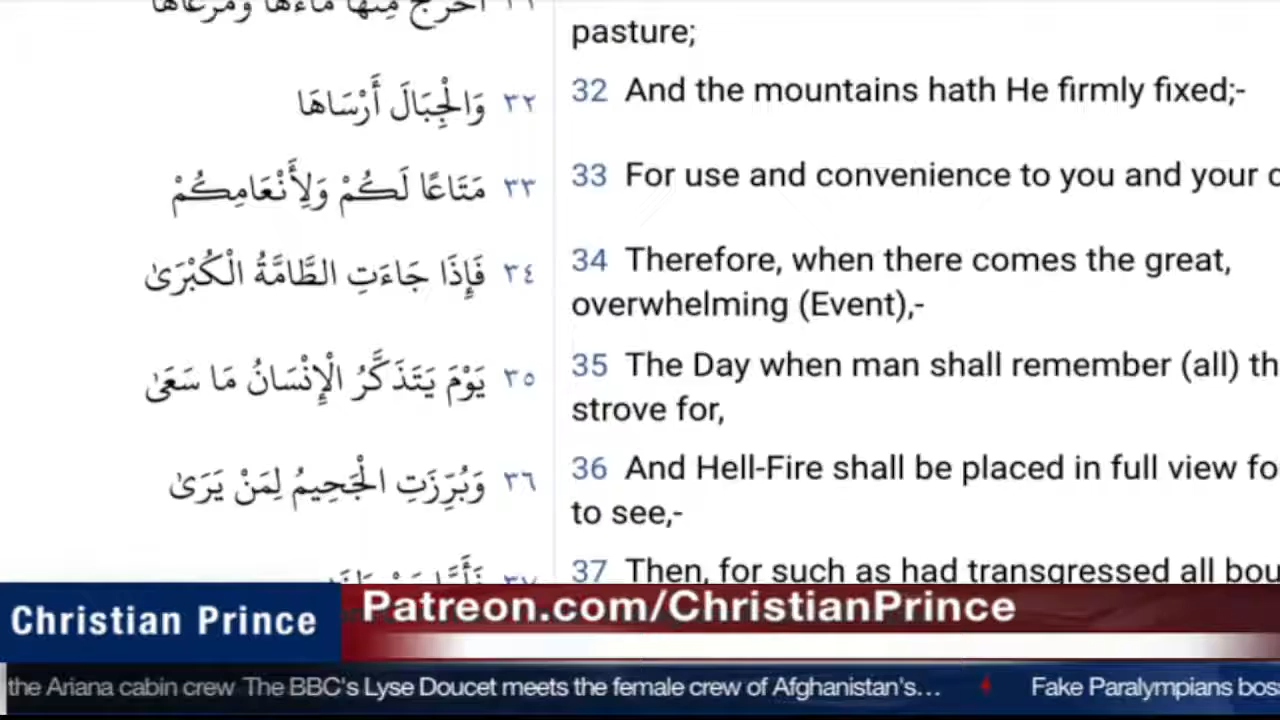 ٣١ أَخْرَجَ مِنْهَا مَاءَهَا وَمَرْعَاهَا
pasture;
٣٢ وَالْجِبَالَ أَرْسَاهَا
32 And the mountains hath He firmly fixed;-
٣٣ مَتَاعًا لَكُمْ وَلِأَنْعَامِكُمْ
33 For use and convenience to you and your
٣٤ فَإِذَا جَاءَتِ الطَّامَّةُ الْكُبْرَىٰ
34 Therefore, when there comes the great,
overwhelming (Event),-
٣٥ يَوْمَ يَتَذَكَّرُ الْإِنْسَانُ مَا سَعَىٰ
35 The Day when man shall remember (all)
strove for,
٣٦ وَبُرِّزَتِ الْجَحِيمُ لِمَنْ يَرَىٰ
36 And Hell-Fire shall be placed in full view
to see,-
37 Then, for such as had transgressed all
Christian Prince
Patreon.com/ChristianPrince
the Ariana cabin crew The BBC's Lyse Doucet meets the female crew of Afghanistan's... Fake Paralympians